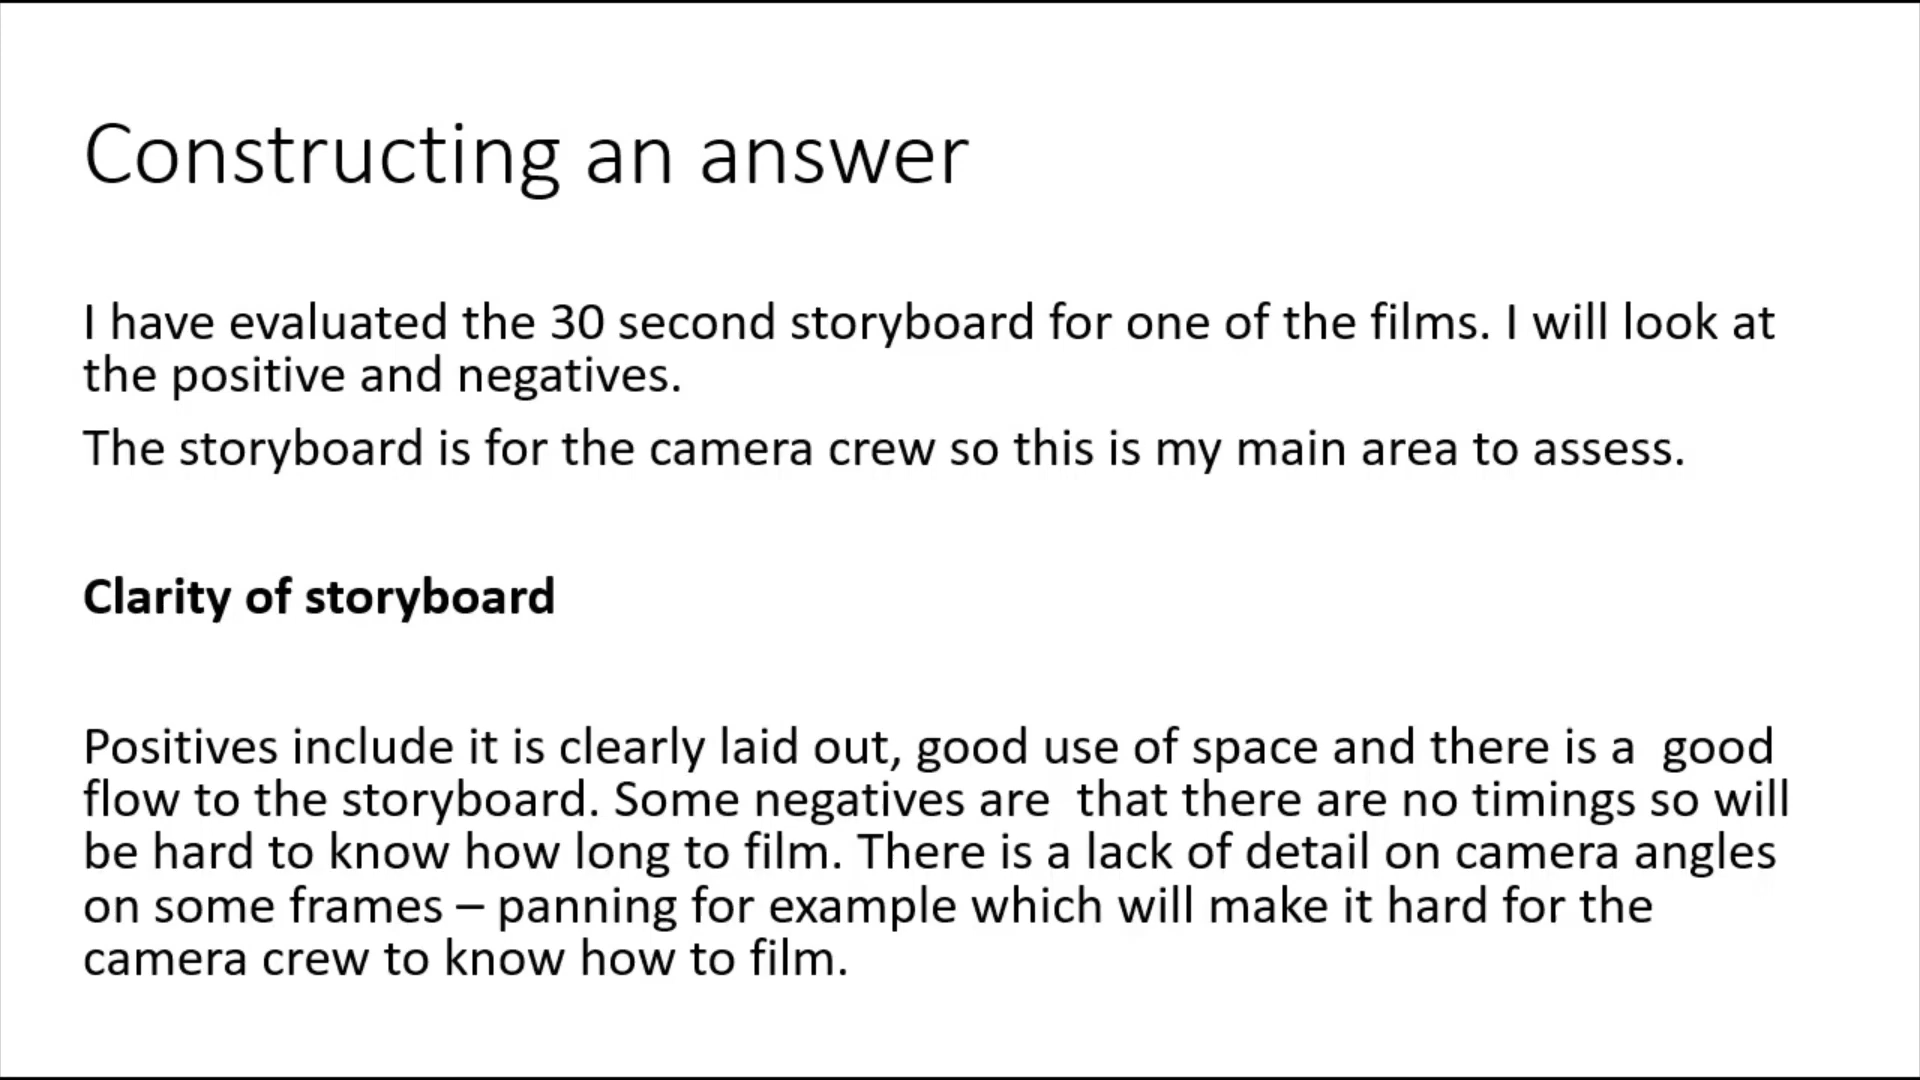 Constructing an answer
I have evaluated the 30 second storyboard for one of the films. I will look at
the positive and negatives.
The storyboard is for the camera crew so this is my main area to assess.
Clarity of storyboard
Positives include it is clearly laid out, good use of space and there is a  good
flow to the storyboard. Some negatives are  that there are no timings so will
be hard to know how long to film. There is a lack of detail on camera angles
on some frames – panning for example which will make it hard for the
camera crew to know how to film.